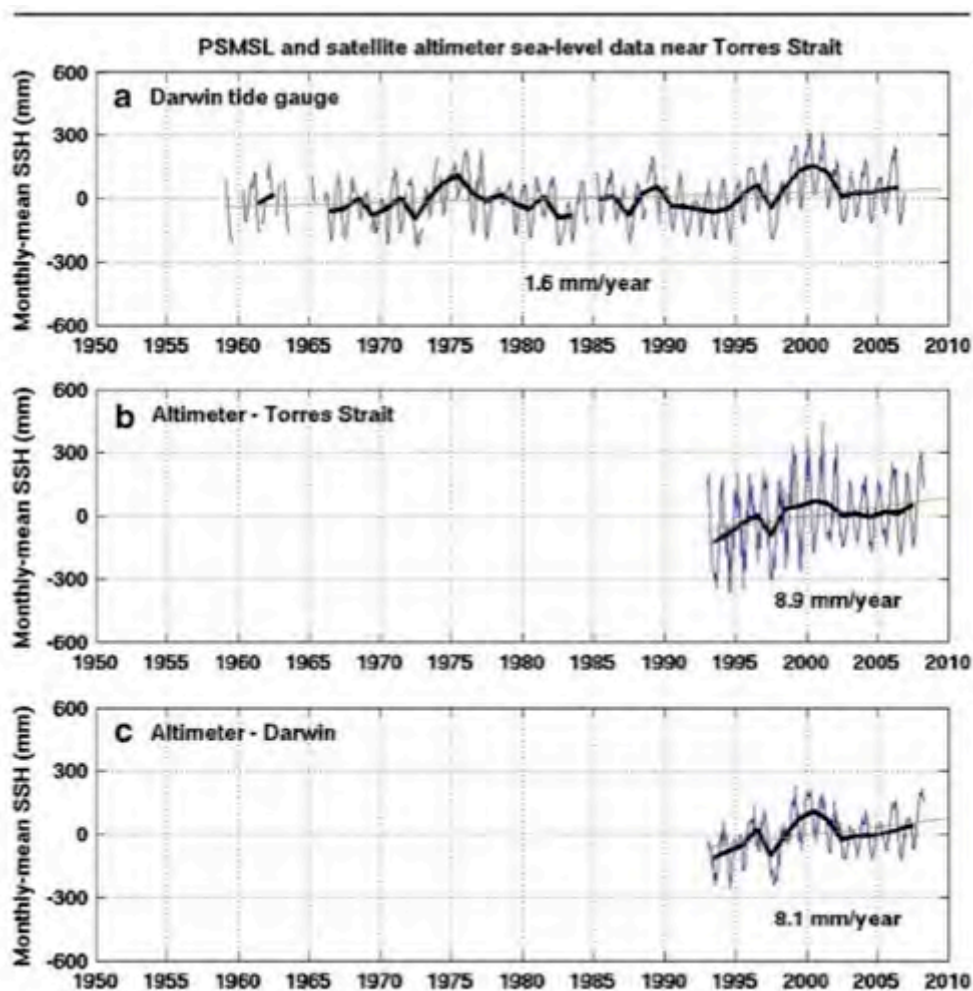 PSMSL and satellite altimeter sea-level data near Torres Strait
600
a Darwin tide gauge
300
0
-300
1.6 mm/year
-600
Monthly-mean SSH (mm)
1950 1955 1960 1965 1970 1975 1980 1985 1990 1995 2000 2005 2010
600
b Altimeter - Torres Strait
300
0
-300
8.9 mm/year
-600
Monthly-mean SSH (mm)
1950 1955 1960 1965 1970 1975 1980 1985 1990 1995 2000 2005 2010
600
c Altimeter - Darwin
300
0
-300
8.1 mm/year
-600
Monthly-mean SSH (mm)
1950 1955 1960 1965 1970 1975 1980 1985 1990 1995 2000 2005 2010